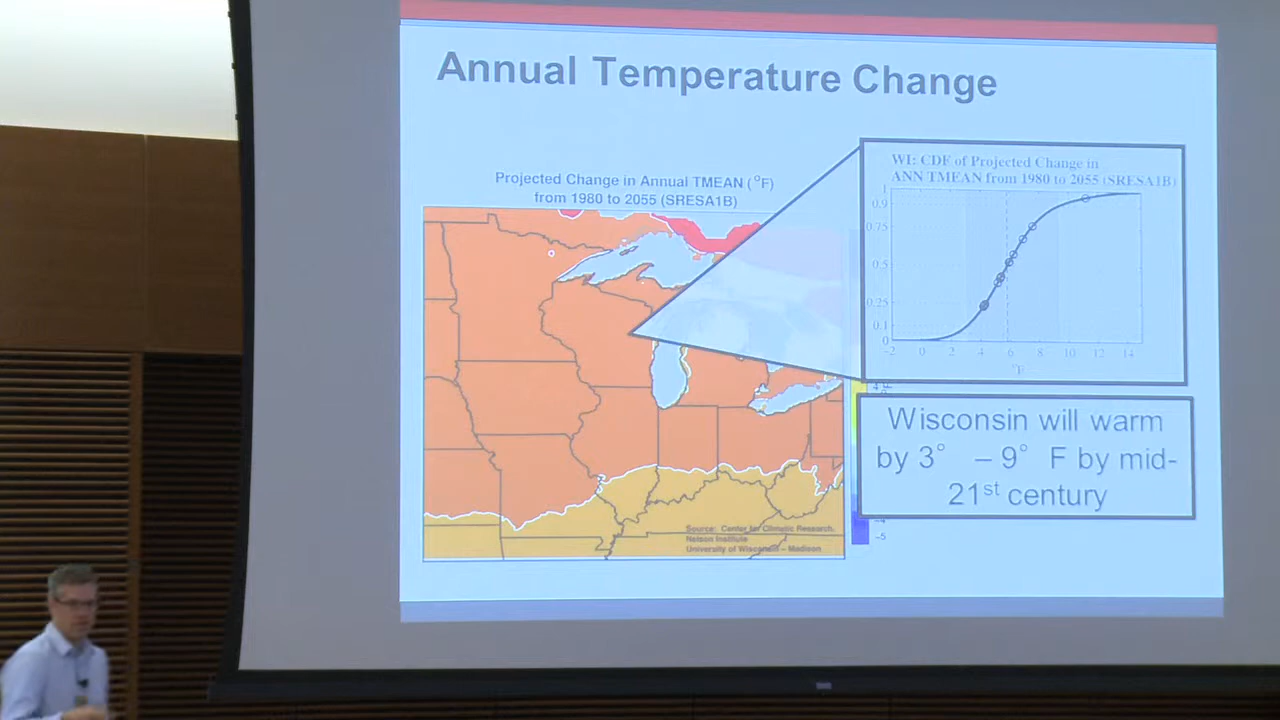 Annual Temperature Change
Projected Change in Annual TMEAN (°F)
from 1980 to 2055 (SRESA1B)
WI: CDF of Projected Change in
ANN TMEAN from 1980 to 2055 (SRESA1B)
1
0.9
0.75
0.5
0.25
0.1
0
-2 0 2 4 6 8 10 12 14
°F
Wisconsin will warm
by 3° – 9° F by mid-
21st century
Source: Center for Climatic Research,
Nelson Institute
University of Wisconsin – Madison
-5